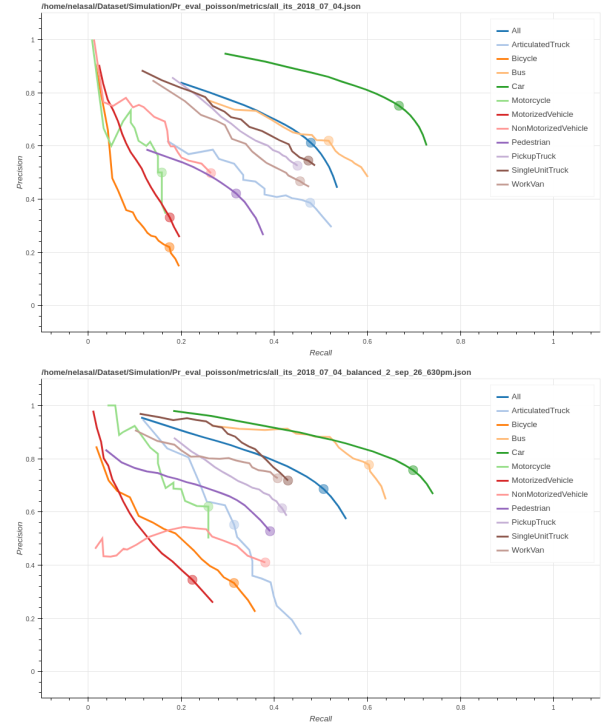 /home/nelasal/Dataset/Simulation/Pr_eval_poisson/metrics/all_its_2018_07_04.json
Precision
1
0.8
0.6
0.4
0.2
0
0
0.2
0.4
0.6
0.8
1
Recall
All
ArticulatedTruck
Bicycle
Bus
Car
Motorcycle
MotorizedVehicle
NonMotorizedVehicle
Pedestrian
PickupTruck
SingleUnitTruck
WorkVan
/home/nelasal/Dataset/Simulation/Pr_eval_poisson/metrics/all_its_2018_07_04_balanced_2_sep_26_630pm.json
Precision
1
0.8
0.6
0.4
0.2
0
0
0.2
0.4
0.6
0.8
1
Recall
All
ArticulatedTruck
Bicycle
Bus
Car
Motorcycle
MotorizedVehicle
NonMotorizedVehicle
Pedestrian
PickupTruck
SingleUnitTruck
WorkVan